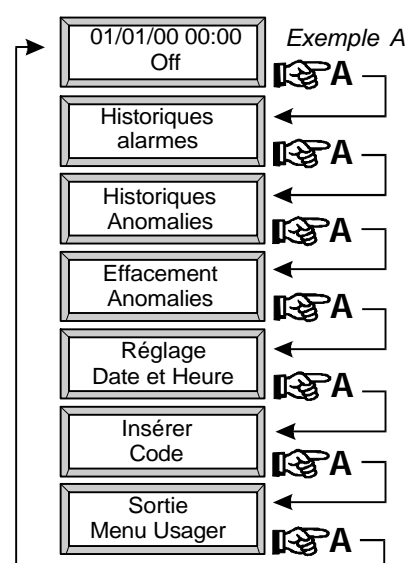 01/01/00 00:00
Off
Exemple A
A
Historiques
alarmes
A
Historiques
Anomalies
A
Effacement
Anomalies
A
Réglage
Date et Heure
A
Insérer
Code
A
Sortie
Menu Usager
A